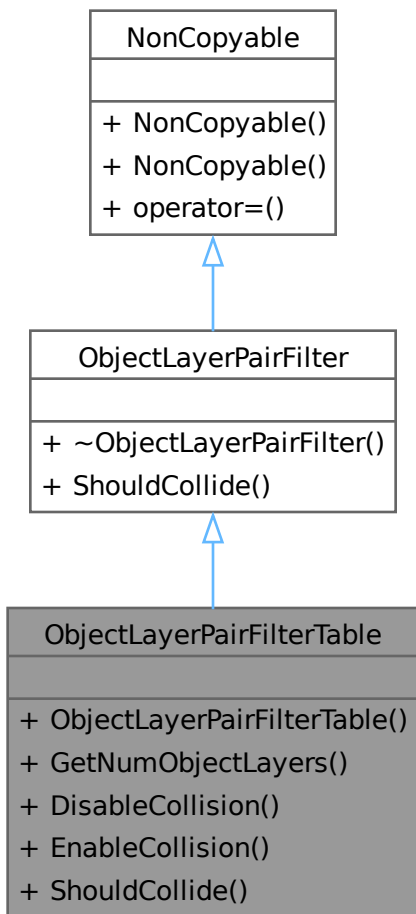 NonCopyable
+ NonCopyable()
+ NonCopyable()
+ operator=()
ObjectLayerPairFilter
+ ~ObjectLayerPairFilter()
+ ShouldCollide()
ObjectLayerPairFilterTable
+ ObjectLayerPairFilterTable()
+ GetNumObjectLayers()
+ DisableCollision()
+ EnableCollision()
+ ShouldCollide()